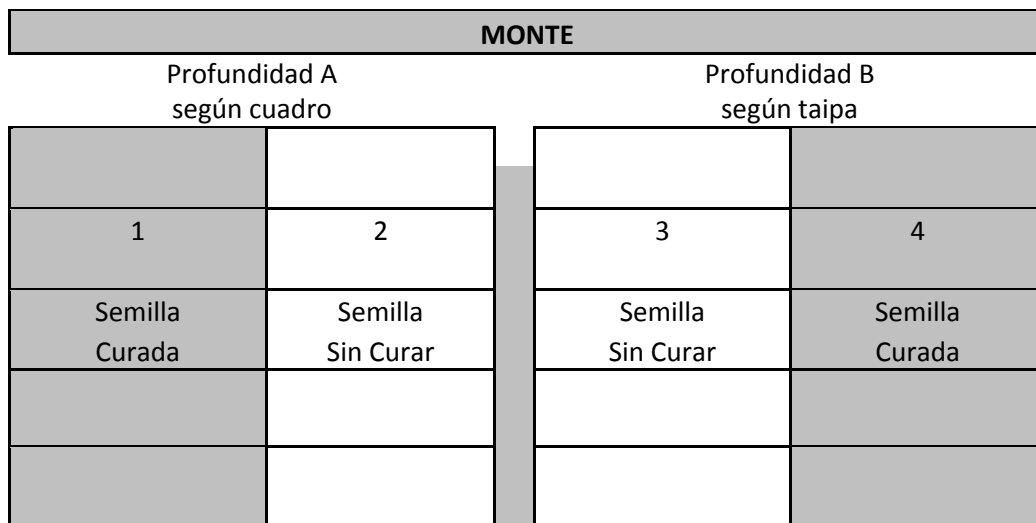 MONTE
Profundidad A
según cuadro
Profundidad B
según taipa
1
2
3
4
Semilla
Curada
Semilla
Sin Curar
Semilla
Sin Curar
Semilla
Curada